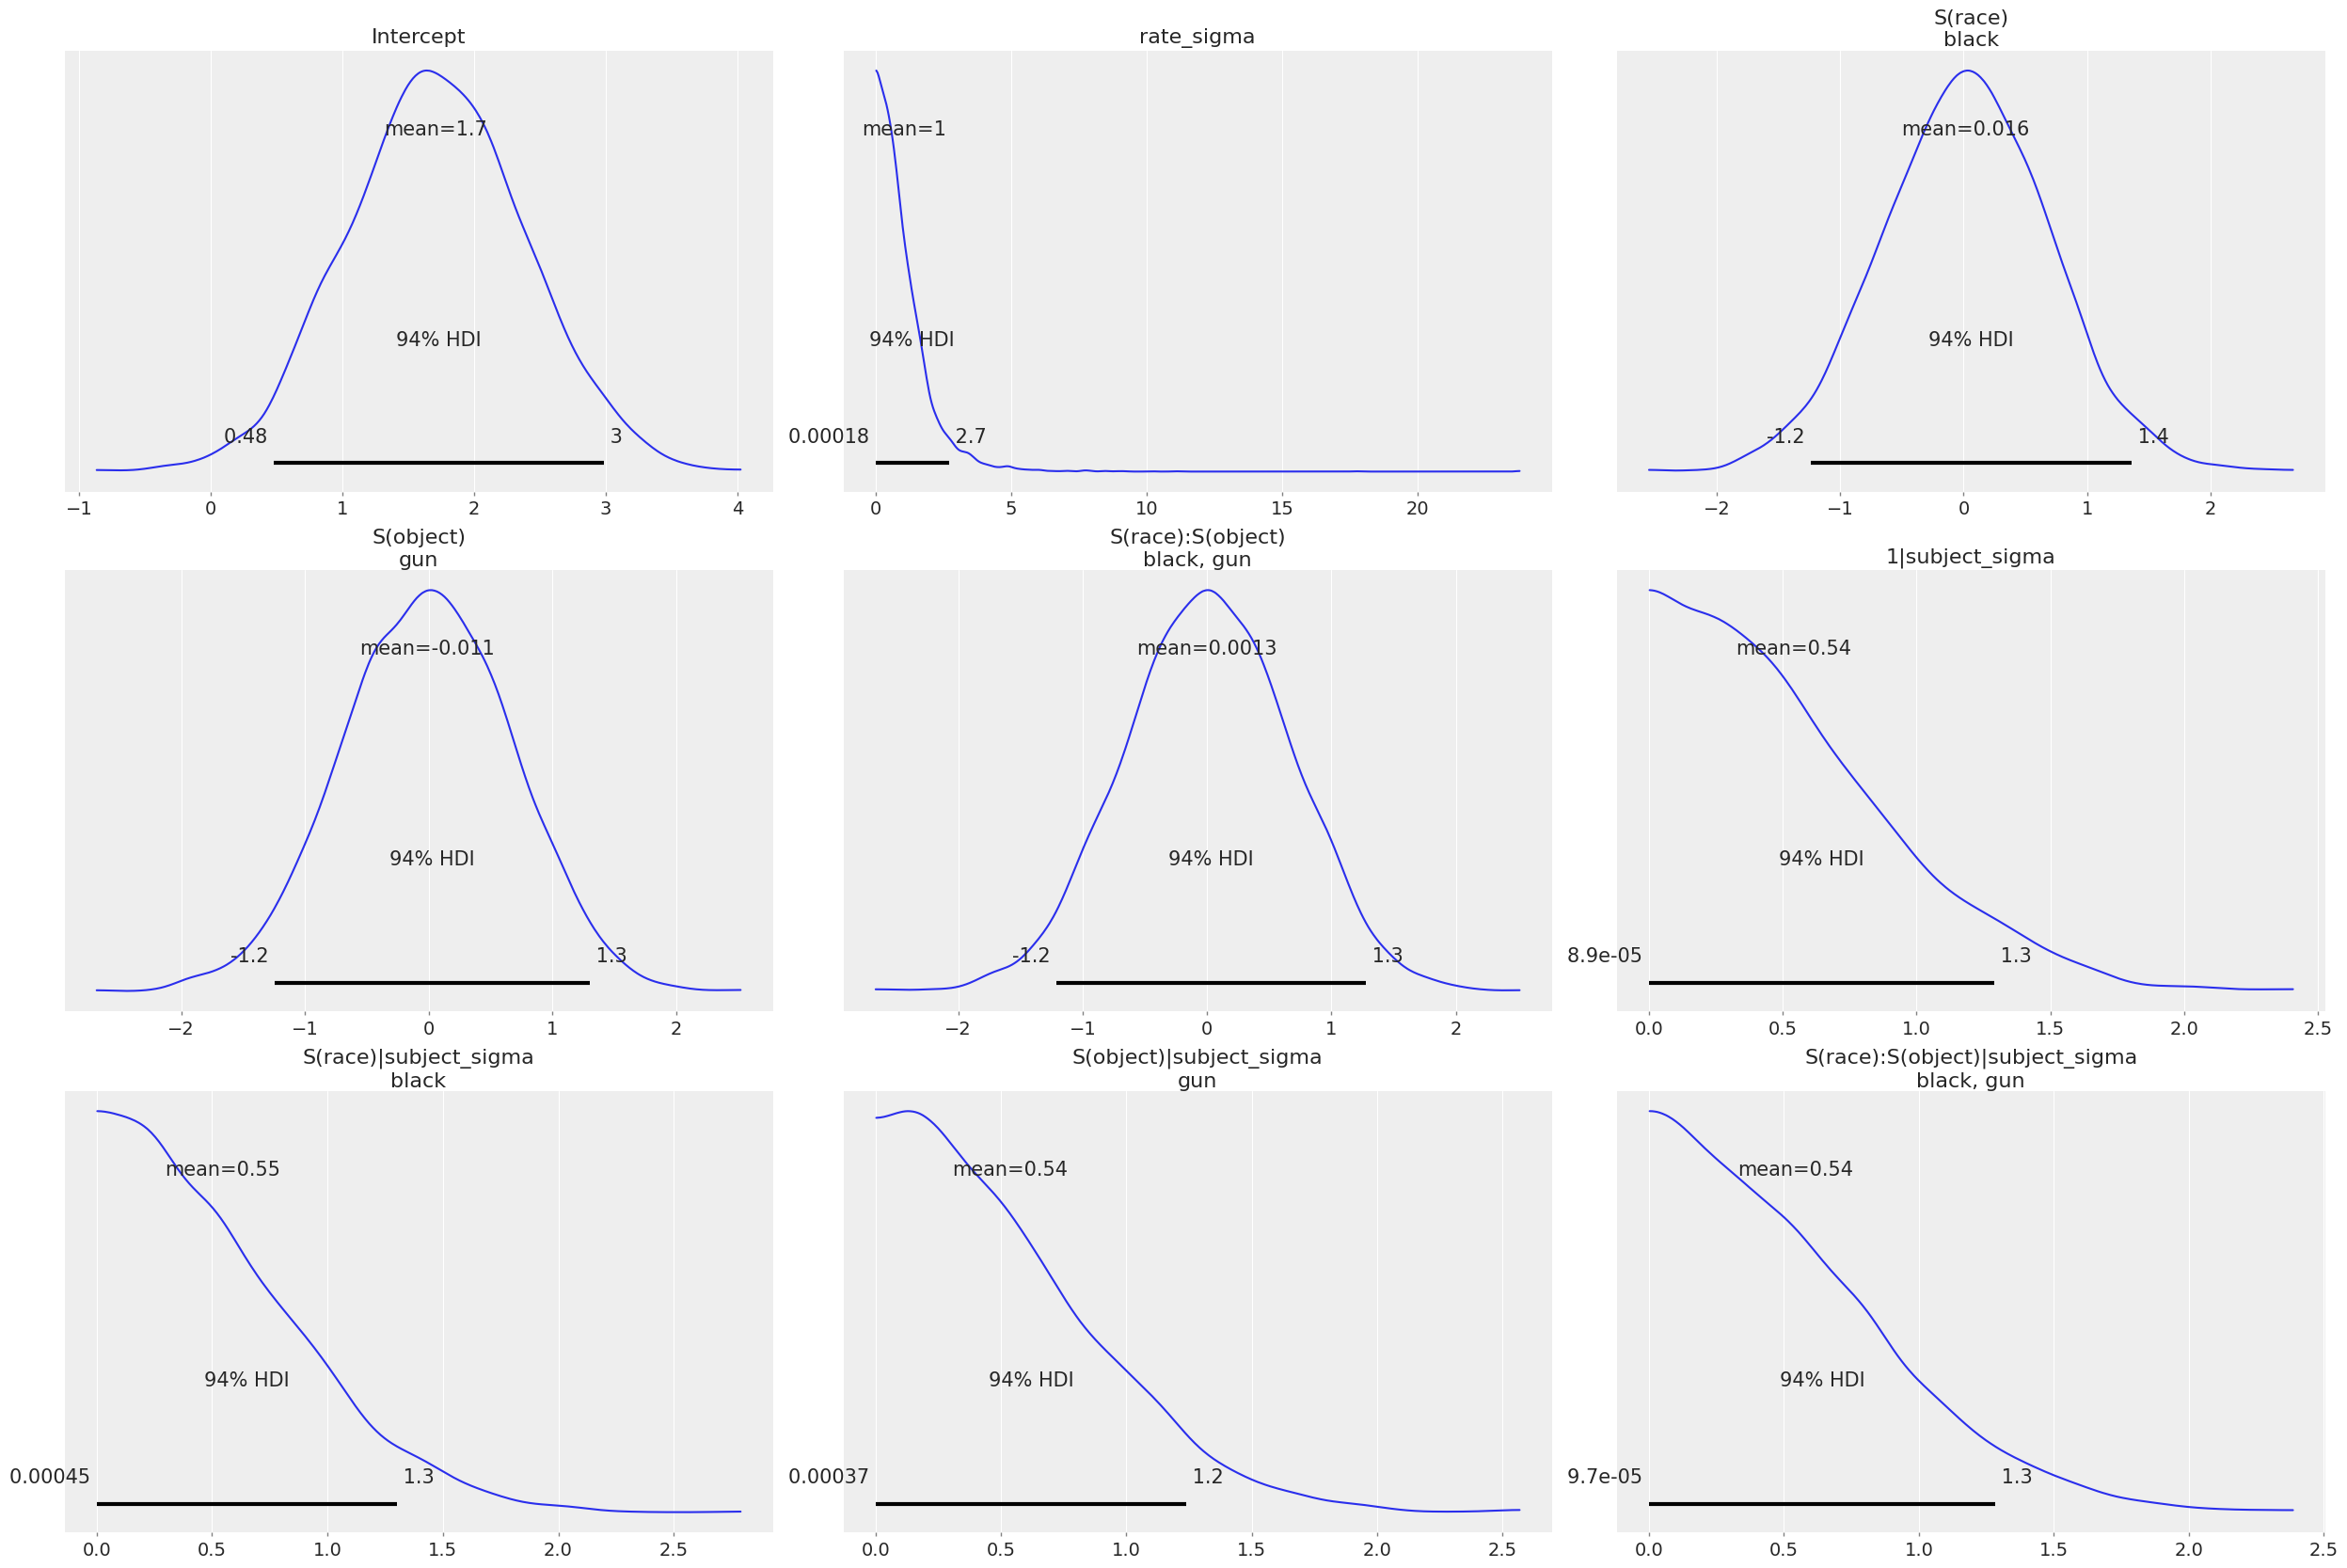 Intercept
mean=1.7
94% HDI
0.48 3
−1 0 1 2 3 4
rate_sigma
mean=1
94% HDI
0.00018 2.7
0 5 10 15 20
S(race)
black
mean=0.016
94% HDI
-1.2 1.4
−2 −1 0 1 2
S(object)
gun
mean=-0.011
94% HDI
-1.2 1.3
−2 −1 0 1 2
S(race):S(object)
black, gun
mean=0.0013
94% HDI
-1.2 1.3
−2 −1 0 1 2
1|subject_sigma
mean=0.54
94% HDI
8.9e-05 1.3
0.0 0.5 1.0 1.5 2.0 2.5
S(race)|subject_sigma
black
mean=0.55
94% HDI
0.00045 1.3
0.0 0.5 1.0 1.5 2.0 2.5
S(object)|subject_sigma
gun
mean=0.54
94% HDI
0.00037 1.2
0.0 0.5 1.0 1.5 2.0 2.5
S(race):S(object)|subject_sigma
black, gun
mean=0.54
94% HDI
9.7e-05 1.3
0.0 0.5 1.0 1.5 2.0 2.5